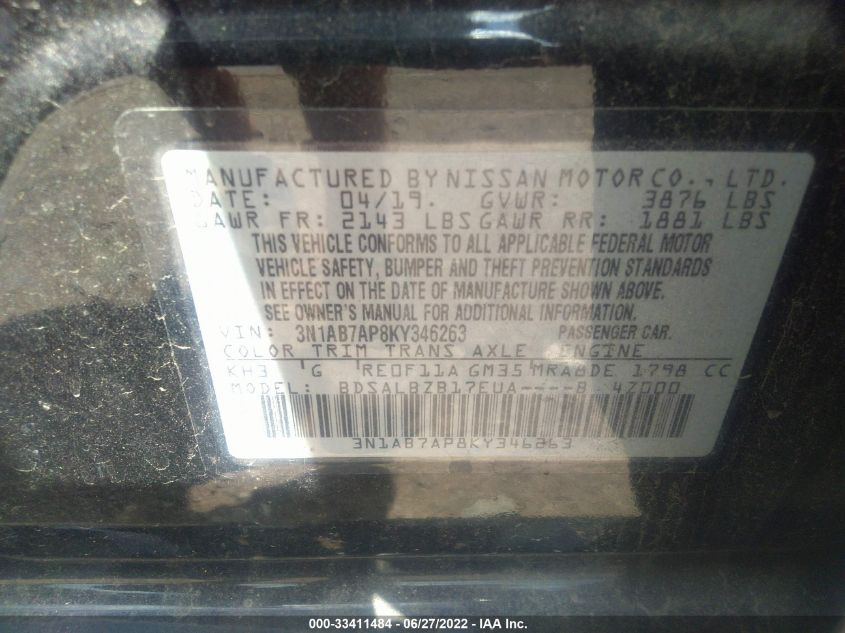 MANUFACTURED BY NISSAN MOTOR CO., LTD.
DATE: 04/19. GVWR: 3876 LBS
GAWR FR: 2143 LBS GAWR RR: 1881 LBS
THIS VEHICLE CONFORMS TO ALL APPLICABLE FEDERAL MOTOR
VEHICLE SAFETY, BUMPER AND THEFT PREVENTION STANDARDS
IN EFFECT ON THE DATE OF MANUFACTURE SHOWN ABOVE.
SEE OWNER'S MANUAL FOR ADDITIONAL INFORMATION.
VIN: 3N1AB7AP8KY346263 PASSENGER CAR.
COLOR TRIM TRANS AXLE ENGINE
KH3 G RE0F11A GM35 MRA8DE 1798 CC
MODEL: BDSALBZB17EUA----8 4Z000
3N1AB7AP8KY346263
000-33411484 - 06/27/2022 - IAA Inc.